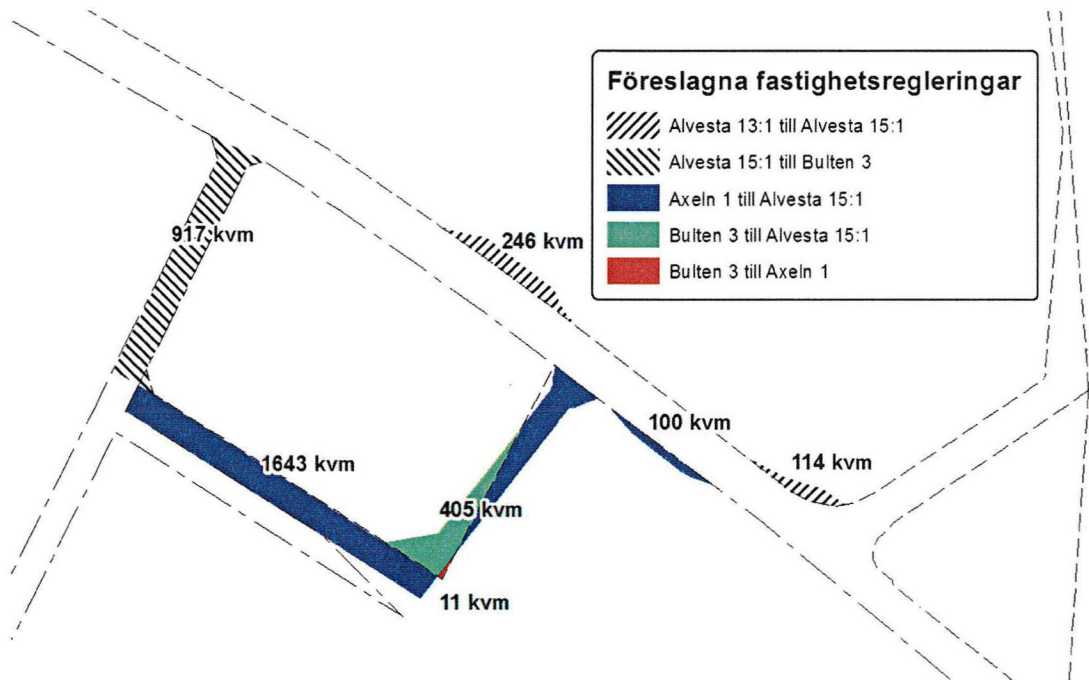 Föreslagna fastighetsregleringar
Alvesta 13:1 till Alvesta 15:1
Alvesta 15:1 till Bulten 3
Axeln 1 till Alvesta 15:1
Bulten 3 till Alvesta 15:1
Bulten 3 till Axeln 1
917 kvm
246 kvm
100 kvm
114 kvm
1643 kvm
405 kvm
11 kvm